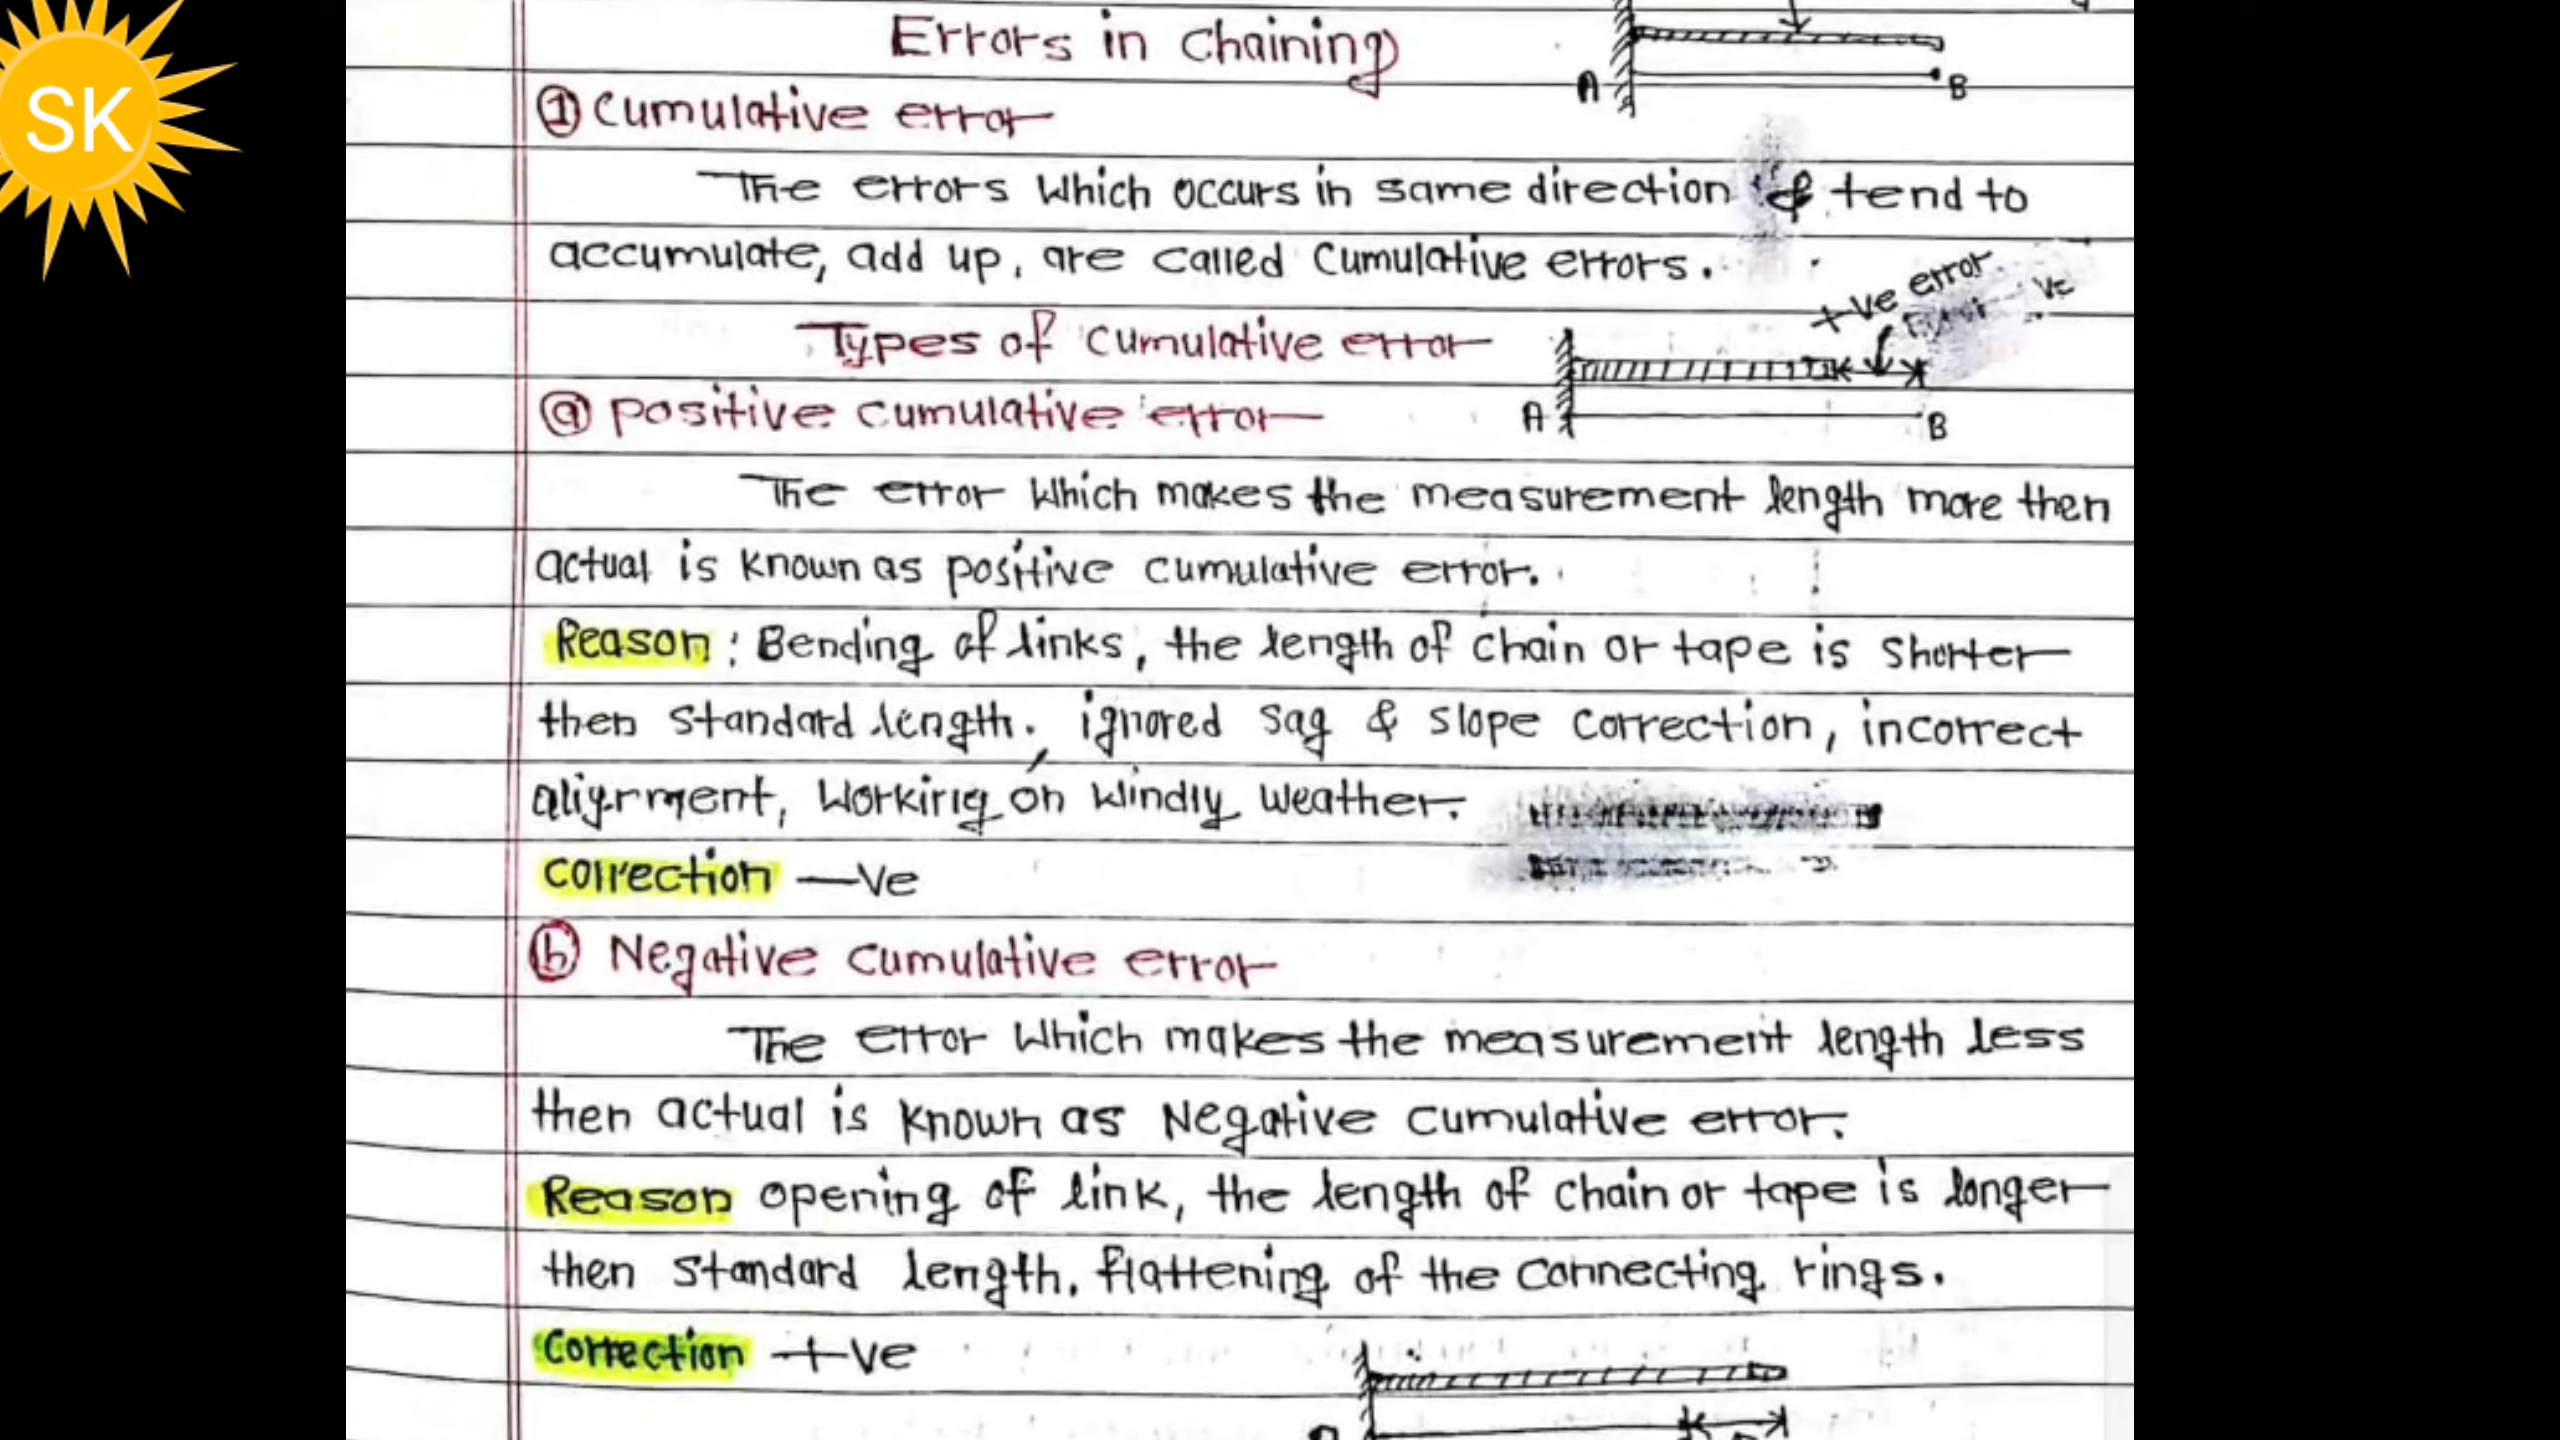 SK
Errors in Chaining
A B
① Cumulative error
The errors which occurs in same direction & tend to
accumulate, add up, are called cumulative errors.
+ve error
Types of cumulative error
A B
ⓐ positive cumulative error
The error which makes the measurement length more then
actual is known as positive cumulative error.
Reason : Bending of links, the length of chain or tape is shorter
then standard length, ignored sag & slope correction, incorrect
alignment, working on windly weather.
correction -ve
ⓑ Negative cumulative error
The error which makes the measurement length less
then actual is known as Negative cumulative error.
Reason opening of link, the length of chain or tape is longer
then standard length, flattening of the connecting rings.
Correction +ve